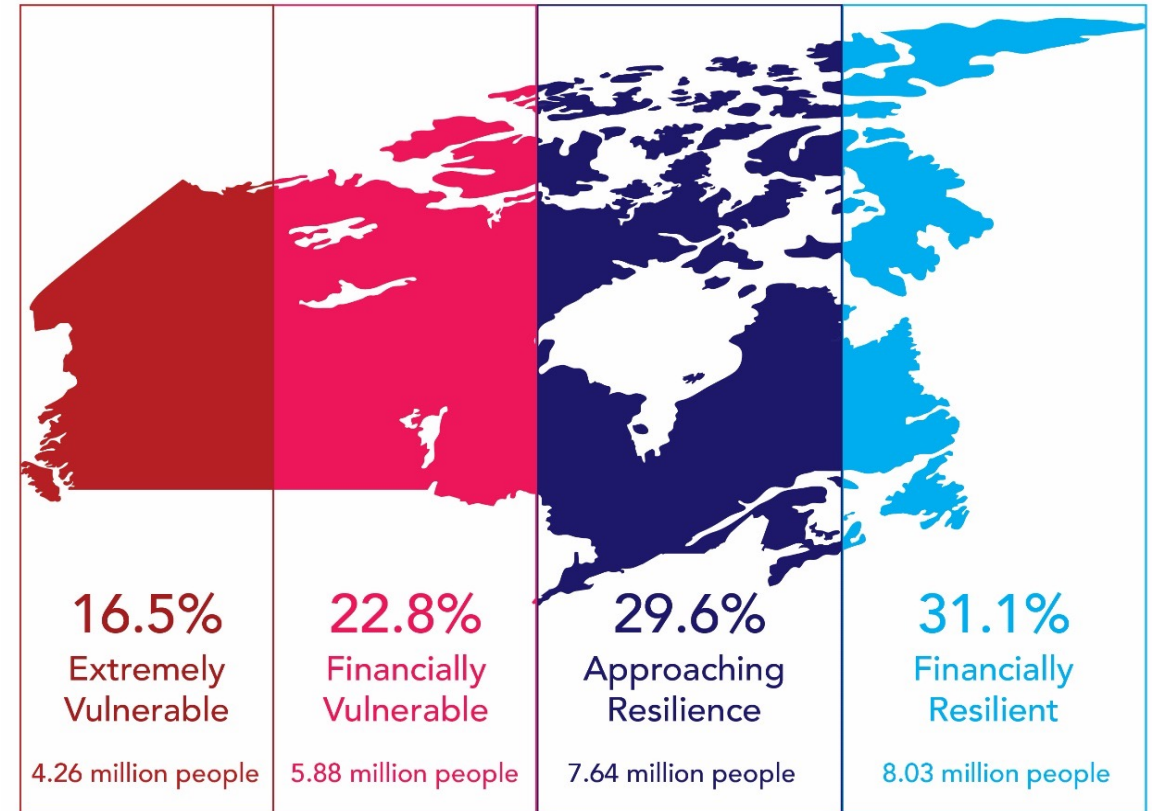 16.5%
Extremely
Vulnerable
4.26 million people
22.8%
Financially
Vulnerable
5.88 million people
29.6%
Approaching
Resilience
7.64 million people
31.1%
Financially
Resilient
8.03 million people